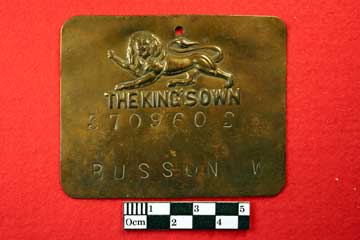 THE KING'S OWN
3709602
RUSSON W
1 3 5
0cm 2 4